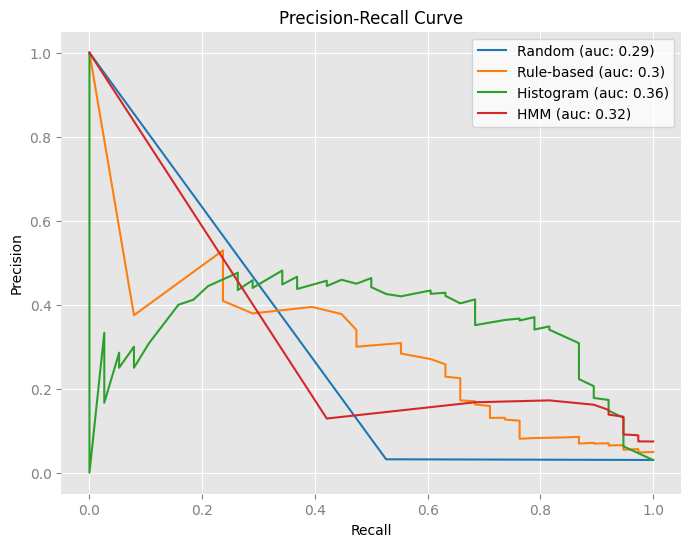 Precision-Recall Curve
Random (auc: 0.29)
Rule-based (auc: 0.3)
Histogram (auc: 0.36)
HMM (auc: 0.32)
Precision
1.0
0.8
0.6
0.4
0.2
0.0
0.0 0.2 0.4 0.6 0.8 1.0
Recall